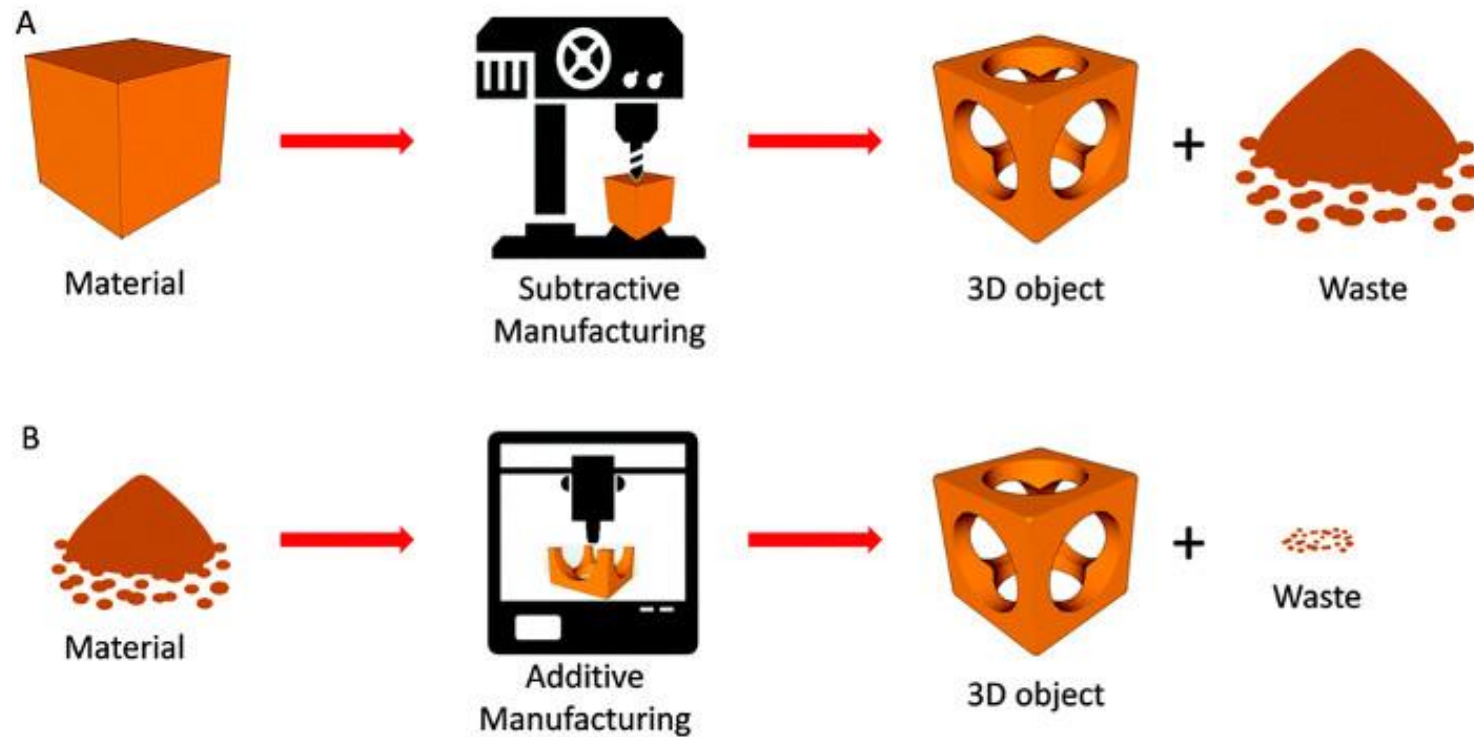 A
Material
Subtractive
Manufacturing
3D object
+
Waste
B
Material
Additive
Manufacturing
3D object
+
Waste